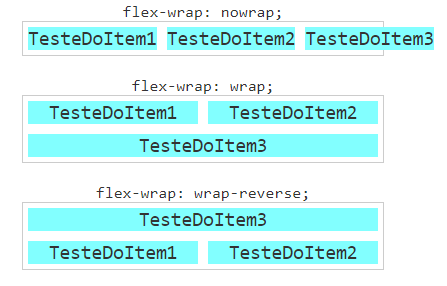 flex-wrap: nowrap;
TesteDoItem1 TesteDoItem2 TesteDoItem3
flex-wrap: wrap;
TesteDoItem1 TesteDoItem2
TesteDoItem3
flex-wrap: wrap-reverse;
TesteDoItem3
TesteDoItem1 TesteDoItem2